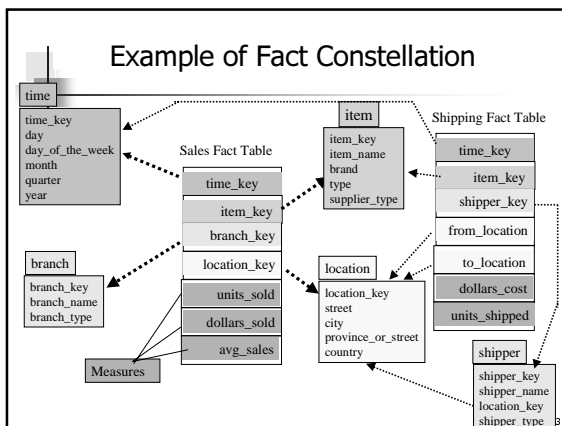 Example of Fact Constellation
time
time_key
day
day_of_the_week
month
quarter
year
Sales Fact Table
time_key
item_key
branch_key
location_key
units_sold
dollars_sold
avg_sales
Measures
branch
branch_key
branch_name
branch_type
item
item_key
item_name
brand
type
supplier_type
location
location_key
street
city
province_or_street
country
Shipping Fact Table
time_key
item_key
shipper_key
from_location
to_location
dollars_cost
units_shipped
shipper
shipper_key
shipper_name
location_key
shipper_type
3